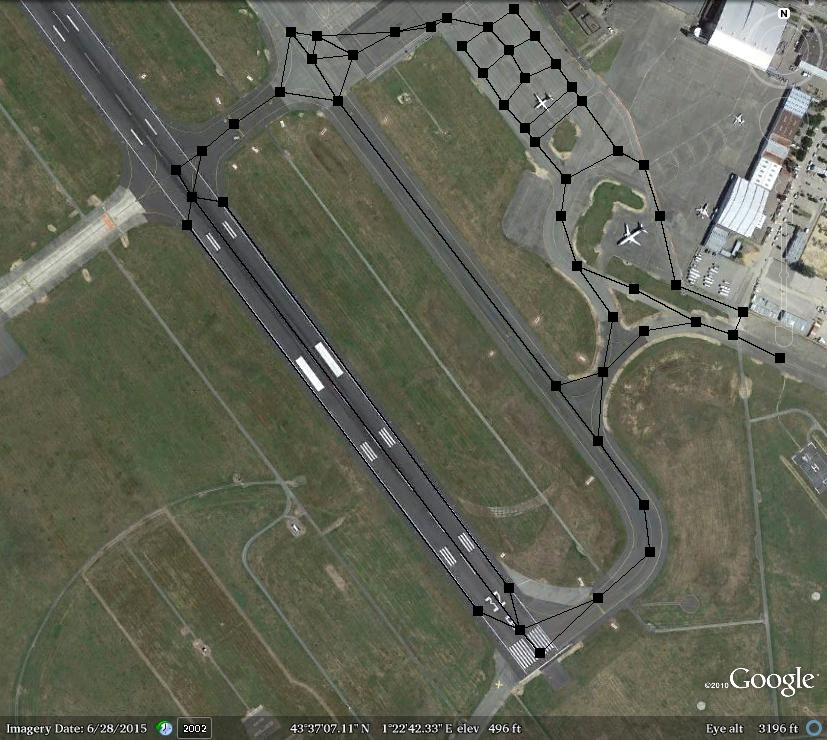 N
©2010 Google
Imagery Date: 6/28/2015 2002 43°37'07.11" N 1°22'42.33" E elev 496 ft Eye alt 3196 ft